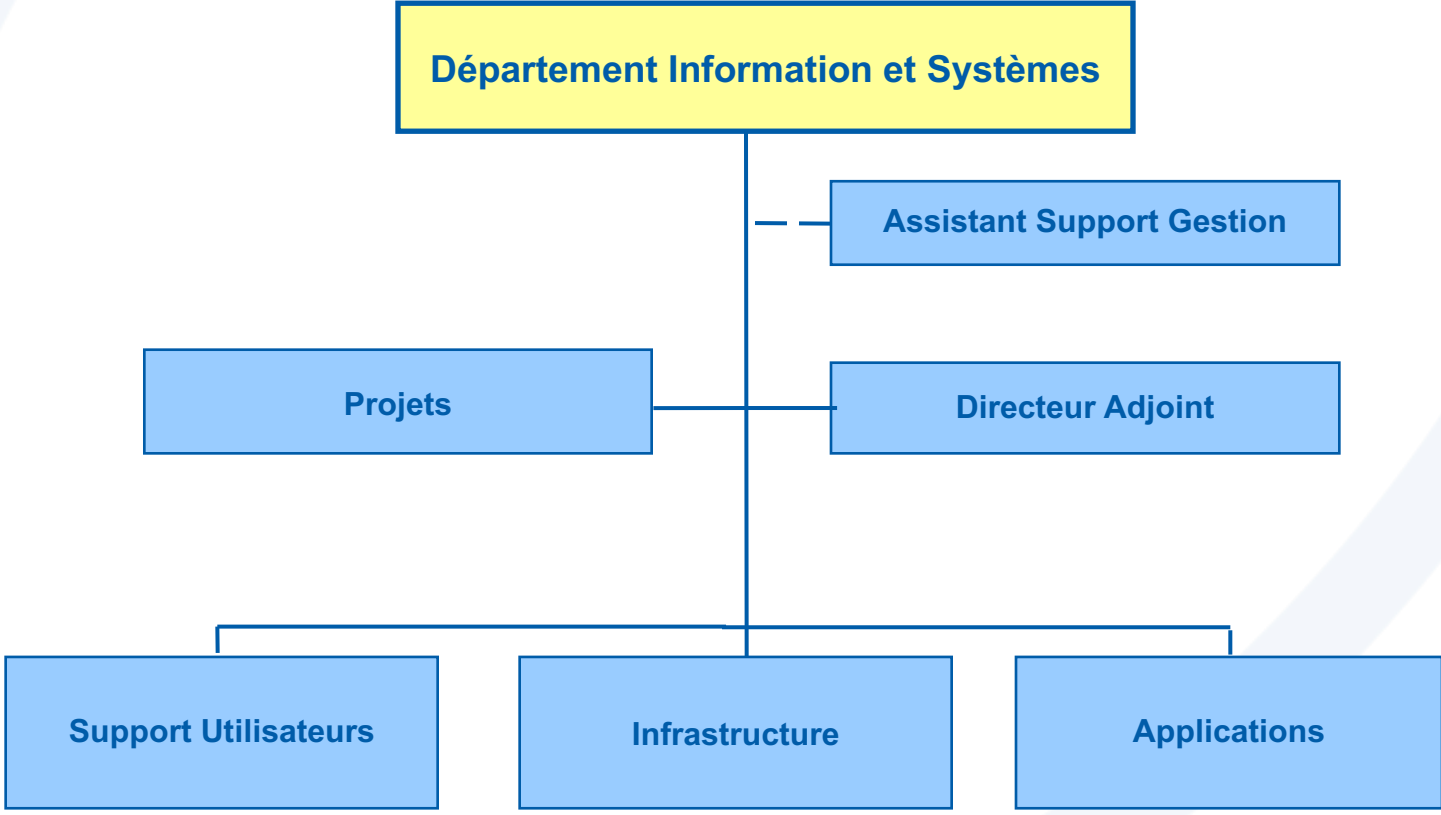 Département Information et Systèmes
Assistant Support Gestion
Projets
Directeur Adjoint
Support Utilisateurs
Infrastructure
Applications